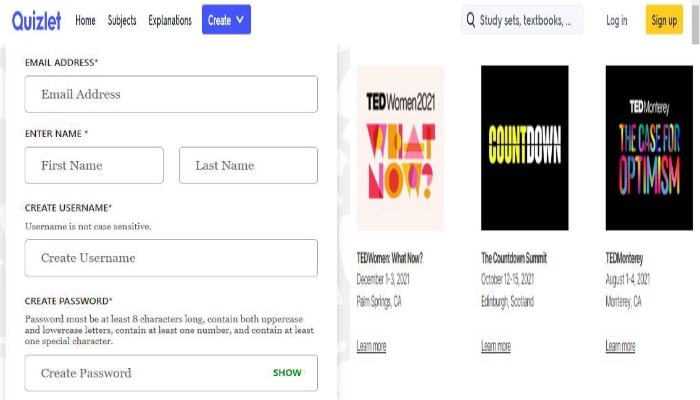 Quizlet Home Subjects Explanations Create Study sets, textbooks, ... Log in Sign up
EMAIL ADDRESS*
Email Address
ENTER NAME *
First Name Last Name
CREATE USERNAME*
Username is not case sensitive.
Create Username
CREATE PASSWORD*
Password must be at least 8 characters long, contain both uppercase
and lowercase letters, contain at least one number, and contain at least
one special character.
Create Password SHOW
TEDWomen2021
WHAT
NOW?
TEDWomen: What Now?
December 1-3, 2021
Palm Springs, CA
Learn more
COUNTDOWN
The Countdown Summit
October 12-15, 2021
Edinburgh, Scotland
Learn more
TEDMonterey
THE CASE FOR
OPTIMISM
TEDMonterey
August 1-4, 2021
Monterey, CA
Learn more